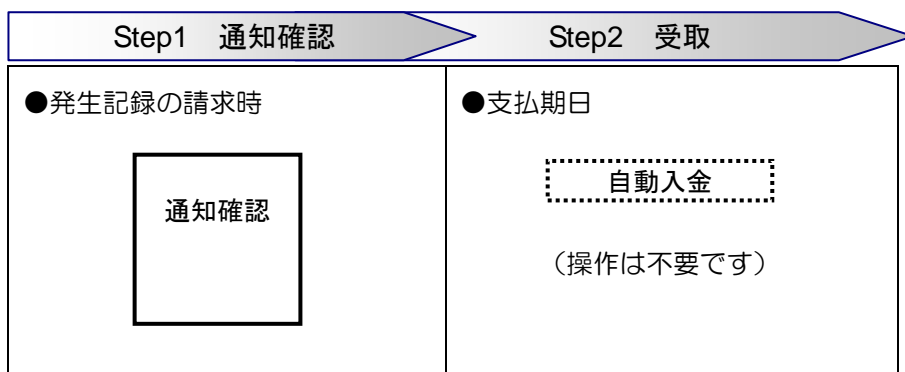 Step1　通知確認
Step2　受取
●発生記録の請求時
通知確認
●支払期日
自動入金
（操作は不要です）